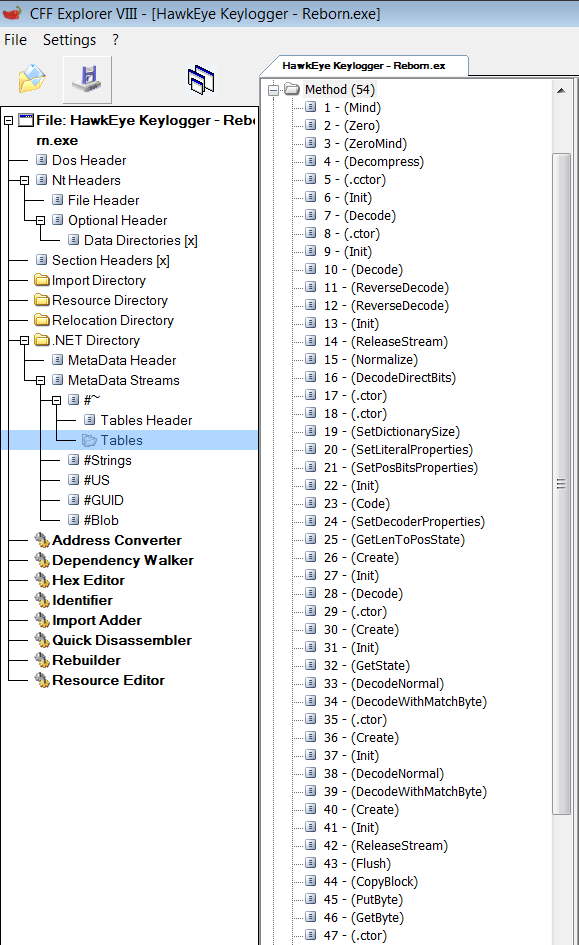 CFF Explorer VIII - [HawkEye Keylogger - Reborn.exe]
File Settings ?
File: HawkEye Keylogger - Rebo
rn.exe
Dos Header
Nt Headers
File Header
Optional Header
Data Directories [x]
Section Headers [x]
Import Directory
Resource Directory
Relocation Directory
.NET Directory
MetaData Header
MetaData Streams
#~
Tables Header
Tables
#Strings
#US
#GUID
#Blob
Address Converter
Dependency Walker
Hex Editor
Identifier
Import Adder
Quick Disassembler
Rebuilder
Resource Editor
HawkEye Keylogger - Reborn.ex
Method (54)
1 - (Mind)
2 - (Zero)
3 - (ZeroMind)
4 - (Decompress)
5 - (.cctor)
6 - (Init)
7 - (Decode)
8 - (.ctor)
9 - (Init)
10 - (Decode)
11 - (ReverseDecode)
12 - (ReverseDecode)
13 - (Init)
14 - (ReleaseStream)
15 - (Normalize)
16 - (DecodeDirectBits)
17 - (.ctor)
18 - (.ctor)
19 - (SetDictionarySize)
20 - (SetLiteralProperties)
21 - (SetPosBitsProperties)
22 - (Init)
23 - (Code)
24 - (SetDecoderProperties)
25 - (GetLenToPosState)
26 - (Create)
27 - (Init)
28 - (Decode)
29 - (.ctor)
30 - (Create)
31 - (Init)
32 - (GetState)
33 - (DecodeNormal)
34 - (DecodeWithMatchByte)
35 - (.ctor)
36 - (Create)
37 - (Init)
38 - (DecodeNormal)
39 - (DecodeWithMatchByte)
40 - (Create)
41 - (Init)
42 - (ReleaseStream)
43 - (Flush)
44 - (CopyBlock)
45 - (PutByte)
46 - (GetByte)
47 - (.ctor)